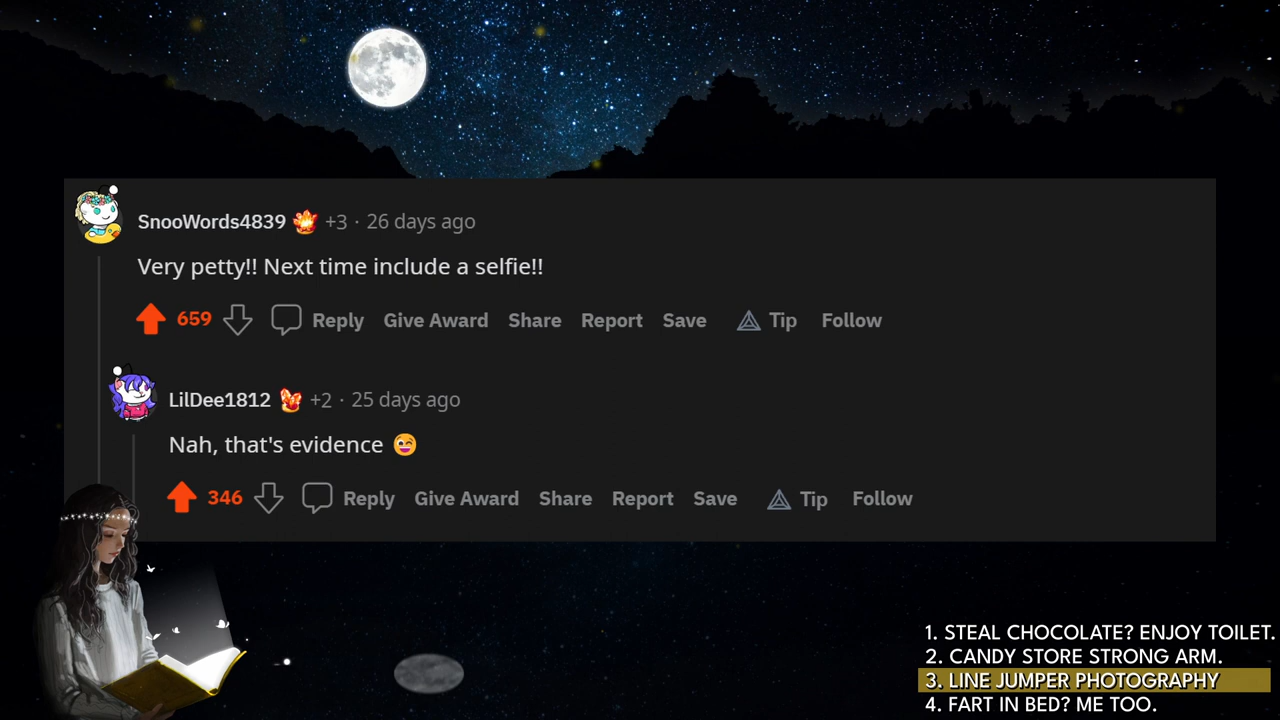 SnooWords4839 +3 · 26 days ago
Very petty!! Next time include a selfie!!
659 Reply Give Award Share Report Save Tip Follow
LilDee1812 +2 · 25 days ago
Nah, that's evidence 😄
346 Reply Give Award Share Report Save Tip Follow
1. STEAL CHOCOLATE? ENJOY TOILET.
2. CANDY STORE STRONG ARM.
3. LINE JUMPER PHOTOGRAPHY
4. FART IN BED? ME TOO.